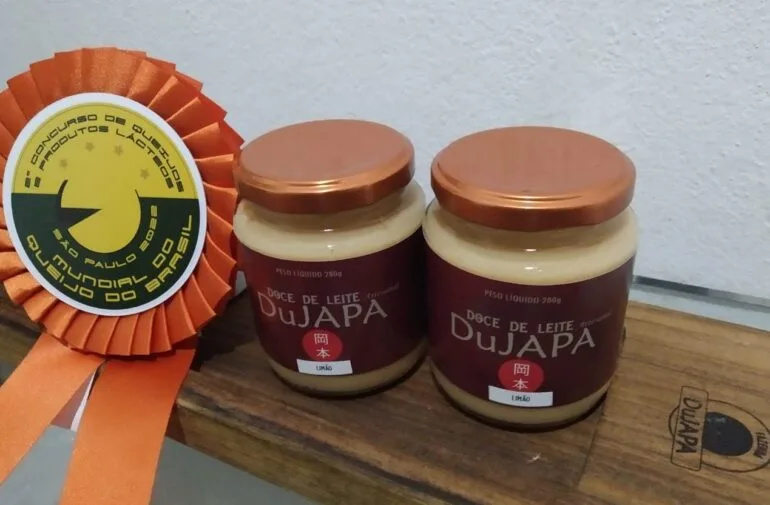 2º CONCURSO DE QUEIJOS
E PRODUTOS LÁCTEOS
SÃO PAULO 2022
MUNDIAL DO
QUEIJO DO BRASIL
PESO LÍQUIDO 280g
DOCE DE LEITE
DuJAPA
岡
本
LIMÃO
PESO LÍQUIDO 280g
DOCE DE LEITE
DuJAPA
岡
本
LIMÃO
DuJAPA